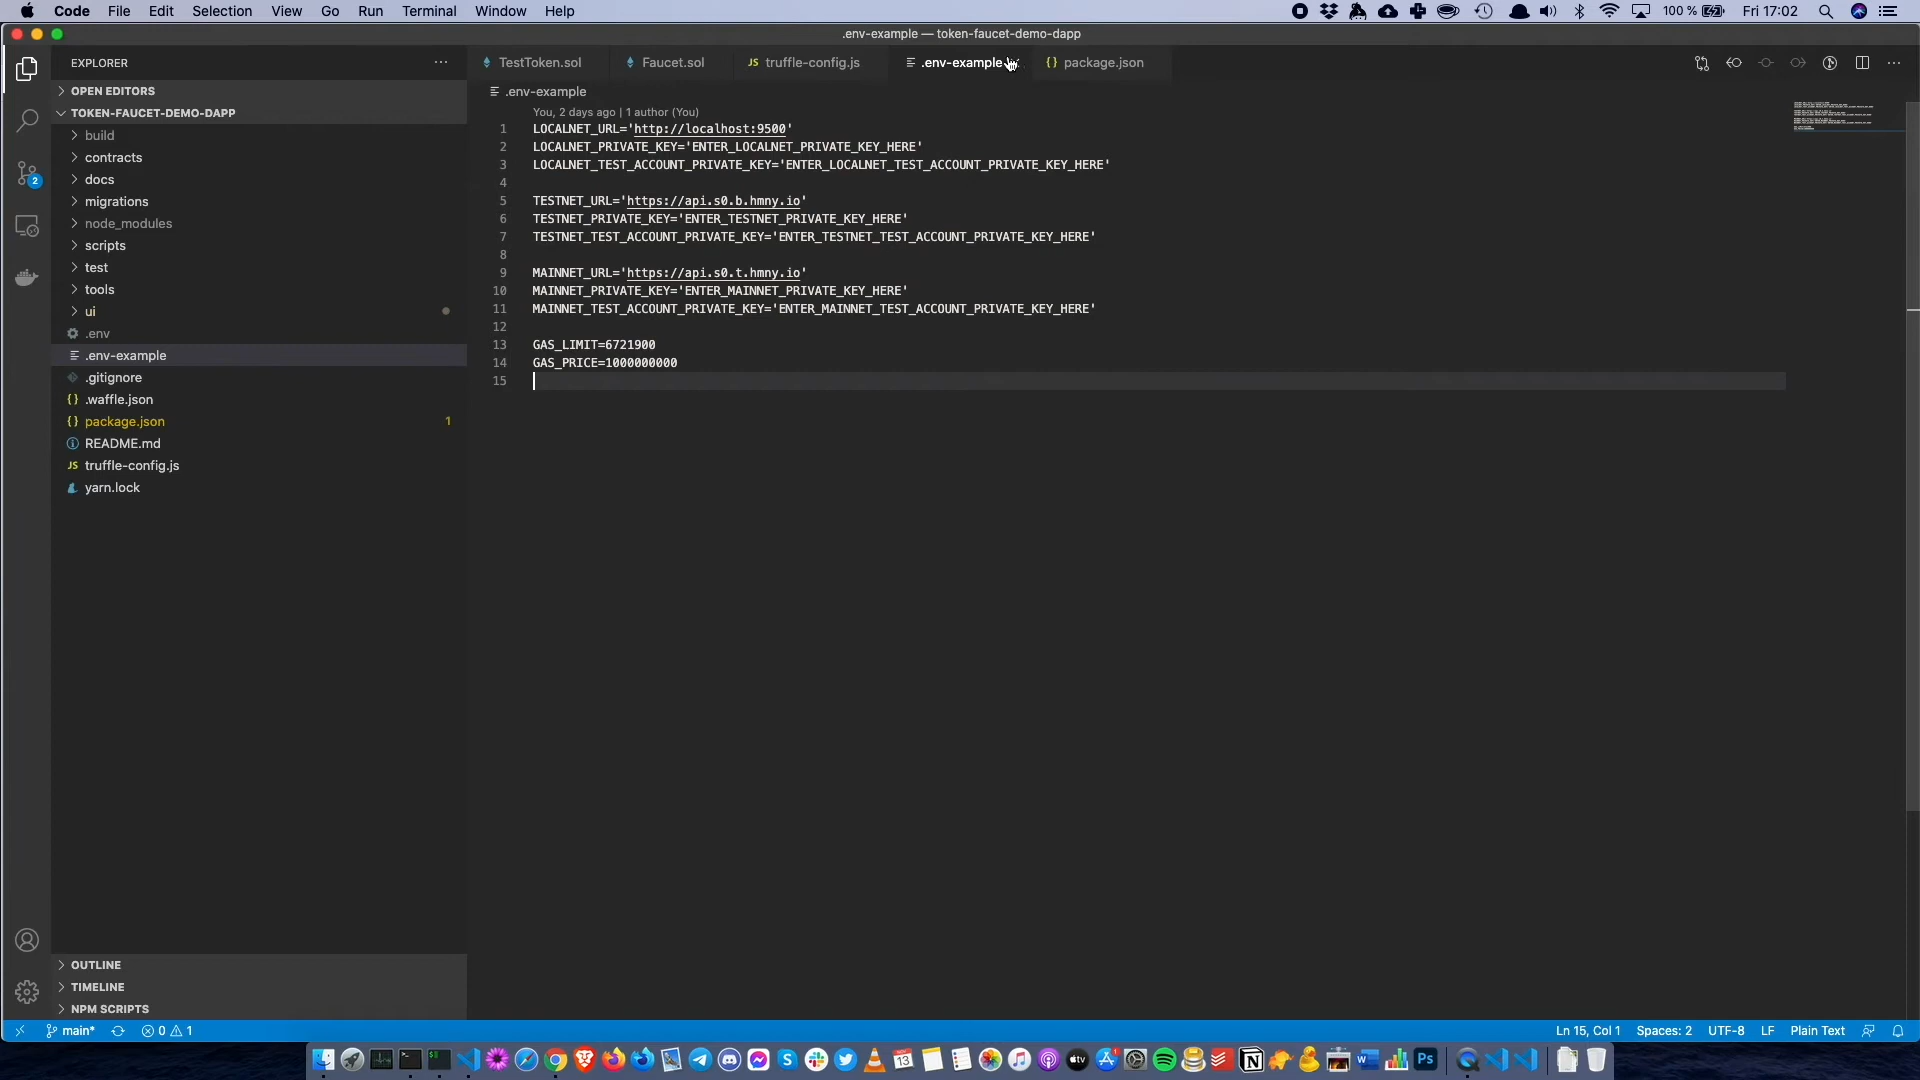 Code File Edit Selection View Go Run Terminal Window Help 100 % Fri 17:02
.env-example — token-faucet-demo-dapp
EXPLORER
TestToken.sol Faucet.sol JS truffle-config.js .env-example {} package.json
OPEN EDITORS
.env-example
TOKEN-FAUCET-DEMO-DAPP
build
contracts
docs
migrations
node_modules
scripts
test
tools
ui
.env
.env-example
.gitignore
{} .waffle.json
{} package.json 1
README.md
JS truffle-config.js
yarn.lock
2
OUTLINE
TIMELINE
NPM SCRIPTS
You, 2 days ago | 1 author (You)
1 LOCALNET_URL='http://localhost:9500'
2 LOCALNET_PRIVATE_KEY='ENTER_LOCALNET_PRIVATE_KEY_HERE'
3 LOCALNET_TEST_ACCOUNT_PRIVATE_KEY='ENTER_LOCALNET_TEST_ACCOUNT_PRIVATE_KEY_HERE'
4
5 TESTNET_URL='https://api.s0.b.hmny.io'
6 TESTNET_PRIVATE_KEY='ENTER_TESTNET_PRIVATE_KEY_HERE'
7 TESTNET_TEST_ACCOUNT_PRIVATE_KEY='ENTER_TESTNET_TEST_ACCOUNT_PRIVATE_KEY_HERE'
8
9 MAINNET_URL='https://api.s0.t.hmny.io'
10 MAINNET_PRIVATE_KEY='ENTER_MAINNET_PRIVATE_KEY_HERE'
11 MAINNET_TEST_ACCOUNT_PRIVATE_KEY='ENTER_MAINNET_TEST_ACCOUNT_PRIVATE_KEY_HERE'
12
13 GAS_LIMIT=6721900
14 GAS_PRICE=1000000000
15
main* 0 1 Ln 15, Col 1 Spaces: 2 UTF-8 LF Plain Text